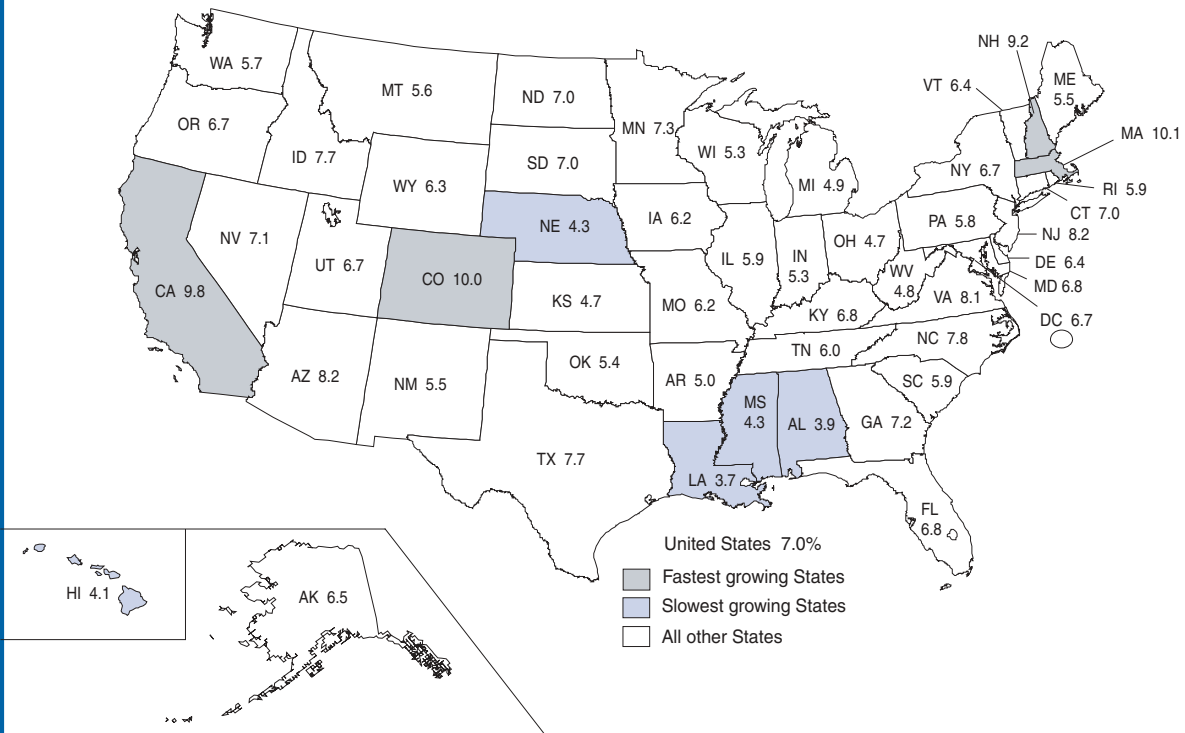 NH 9.2
VT 6.4
ME
5.5
WA 5.7
MT 5.6
ND 7.0
MN 7.3
OR 6.7
ID 7.7
SD 7.0
WI 5.3
MI 4.9
NY 6.7
MA 10.1
WY 6.3
RI 5.9
CT 7.0
IA 6.2
PA 5.8
NE 4.3
NJ 8.2
NV 7.1
OH 4.7
UT 6.7
IL 5.9
IN
5.3
DE 6.4
CO 10.0
WV
4.8
MD 6.8
CA 9.8
KS 4.7
MO 6.2
VA 8.1
KY 6.8
DC 6.7
NC 7.8
TN 6.0
OK 5.4
AZ 8.2
NM 5.5
AR 5.0
SC 5.9
MS
4.3
AL 3.9
GA 7.2
TX 7.7
LA 3.7
FL
6.8
HI 4.1
AK 6.5
United States 7.0%
Fastest growing States
Slowest growing States
All other States